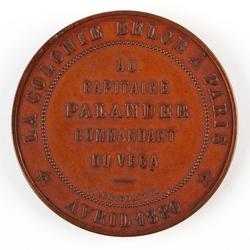 LA COLONIE BELGE A PARIS
AU
CAPITAINE
PALANDER
COMMANDANT
DU VEGA
AVRIL 1880